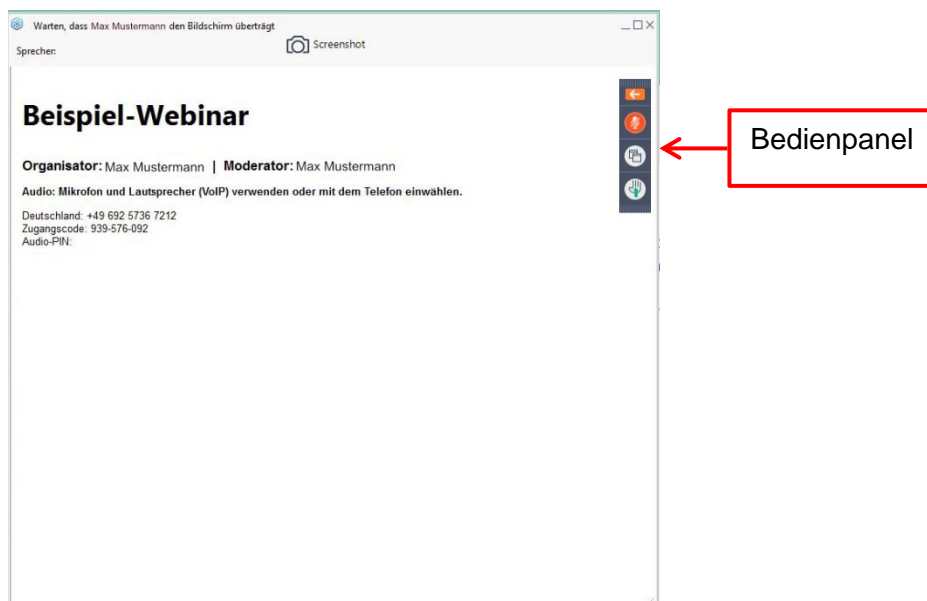 Warten, dass Max Mustermann den Bildschirm überträgt
Sprecher:
Screenshot
Beispiel-Webinar
Organisator: Max Mustermann | Moderator: Max Mustermann
Audio: Mikrofon und Lautsprecher (VoIP) verwenden oder mit dem Telefon einwählen.
Deutschland: +49 692 5736 7212
Zugangscode: 939-576-092
Audio-PIN:
Bedienpanel